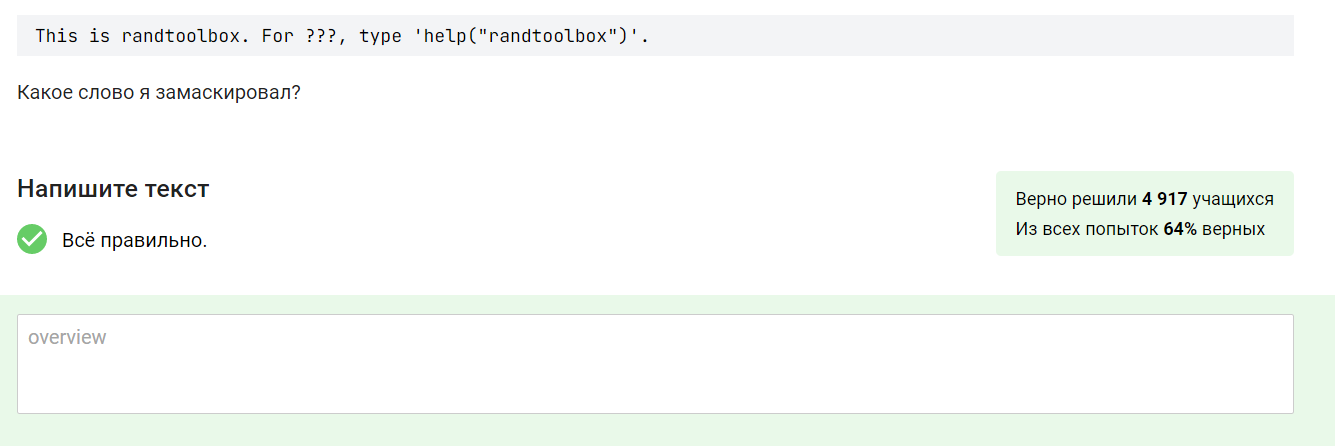 This is randtoolbox. For ???, type 'help("randtoolbox")'.
Какое слово я замаскировал?
Напишите текст
Всё правильно.
Верно решили 4 917 учащихся
Из всех попыток 64% верных
overview